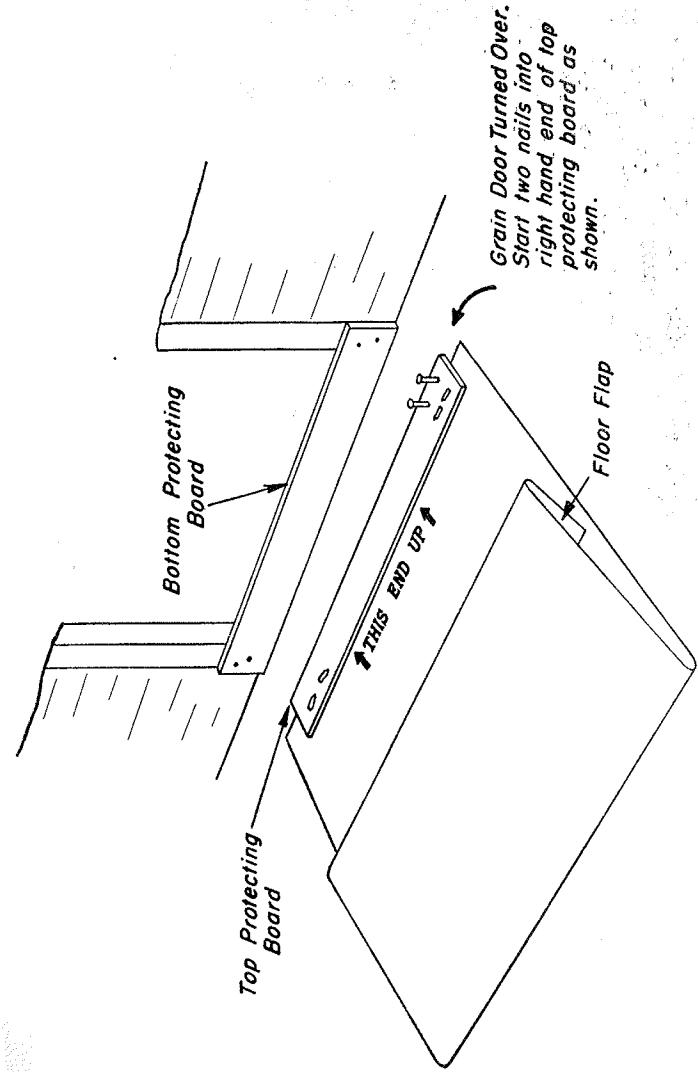 Bottom Protecting
Board
Top Protecting
Board
THIS END UP
Grain Door Turned Over.
Start two nails into
right hand end of top
protecting board as
shown.
Floor Flap